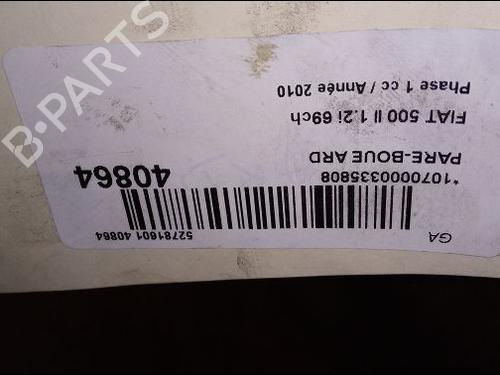 GA
52781601 40864
*1070000335808
40864
PARE-BOUE ARD
FIAT 500 II 1.2i 69ch
Phase 1 cc / Année 2010
B-PARTS